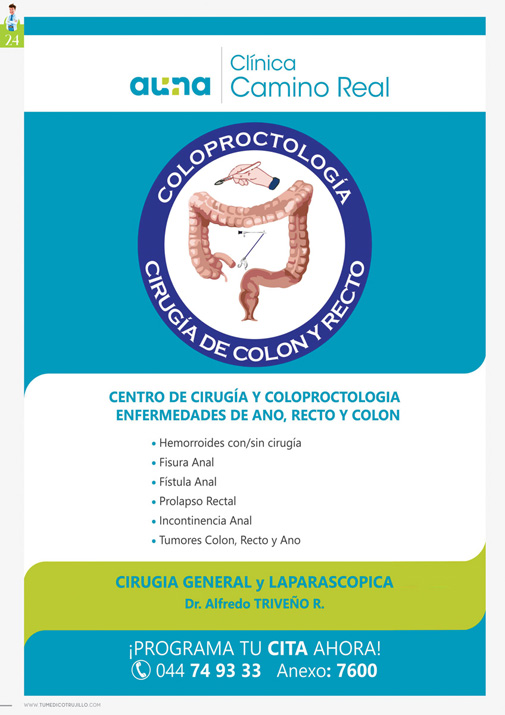 24
auna
Clínica
Camino Real
COLOPROCTOLOGÍA
CIRUGÍA DE COLON Y RECTO
CENTRO DE CIRUGÍA Y COLOPROCTOLOGIA
ENFERMEDADES DE ANO, RECTO Y COLON
• Hemorroides con/sin cirugía
• Fisura Anal
• Fístula Anal
• Prolapso Rectal
• Incontinencia Anal
• Tumores Colon, Recto y Ano
CIRUGIA GENERAL y LAPARASCOPICA
Dr. Alfredo TRIVEÑO R.
¡PROGRAMA TU CITA AHORA!
044 74 93 33 Anexo: 7600
WWW.TUMEDICOTRUJILLO.COM